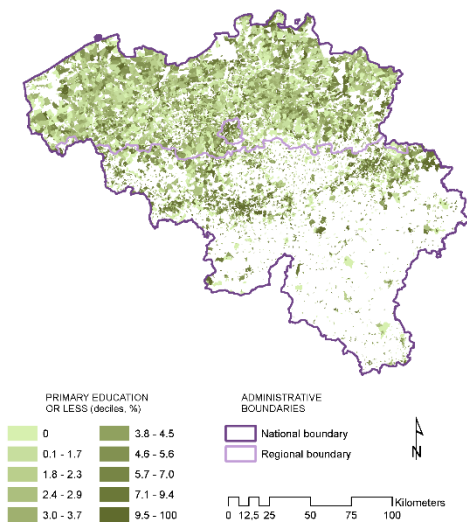 PRIMARY EDUCATION
OR LESS (deciles, %)
0
0.1 - 1.7
1.8 - 2.3
2.4 - 2.9
3.0 - 3.7
3.8 - 4.5
4.6 - 5.6
5.7 - 7.0
7.1 - 9.4
9.5 - 100
ADMINISTRATIVE
BOUNDARIES
National boundary
Regional boundary
N
Kilometers
0 12,5 25 50 75 100